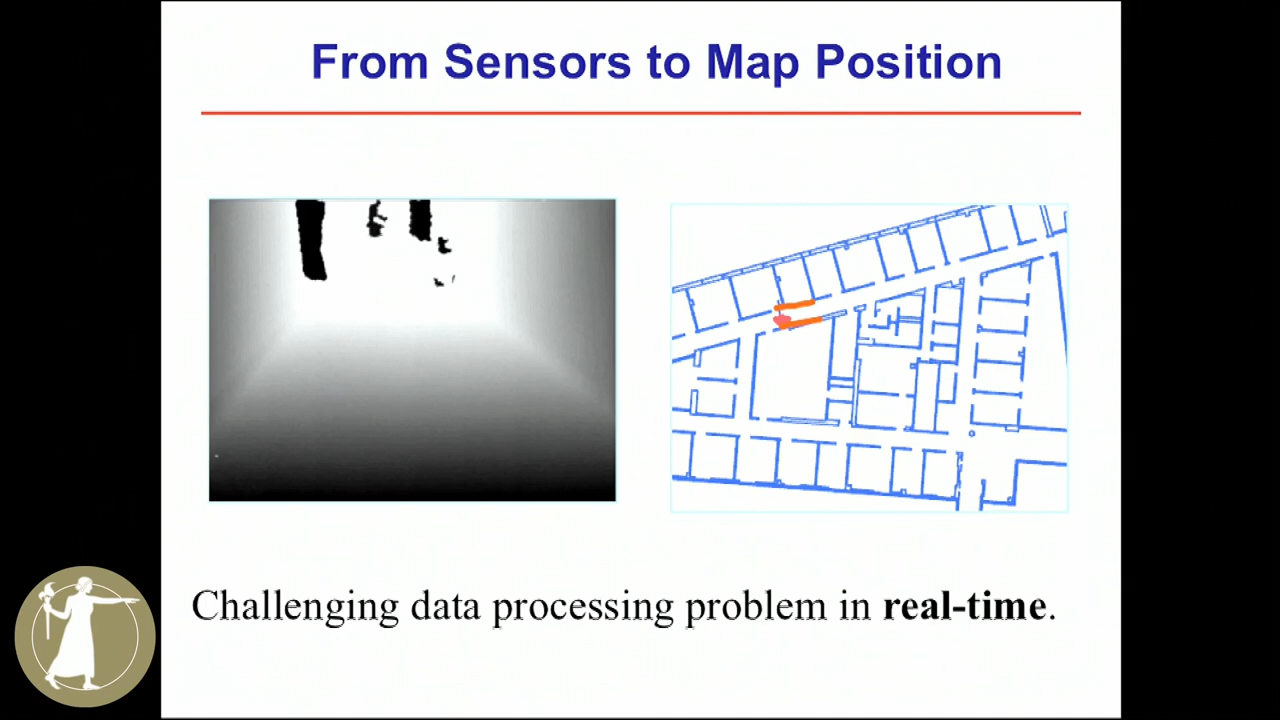 From Sensors to Map Position
Challenging data processing problem in real-time.